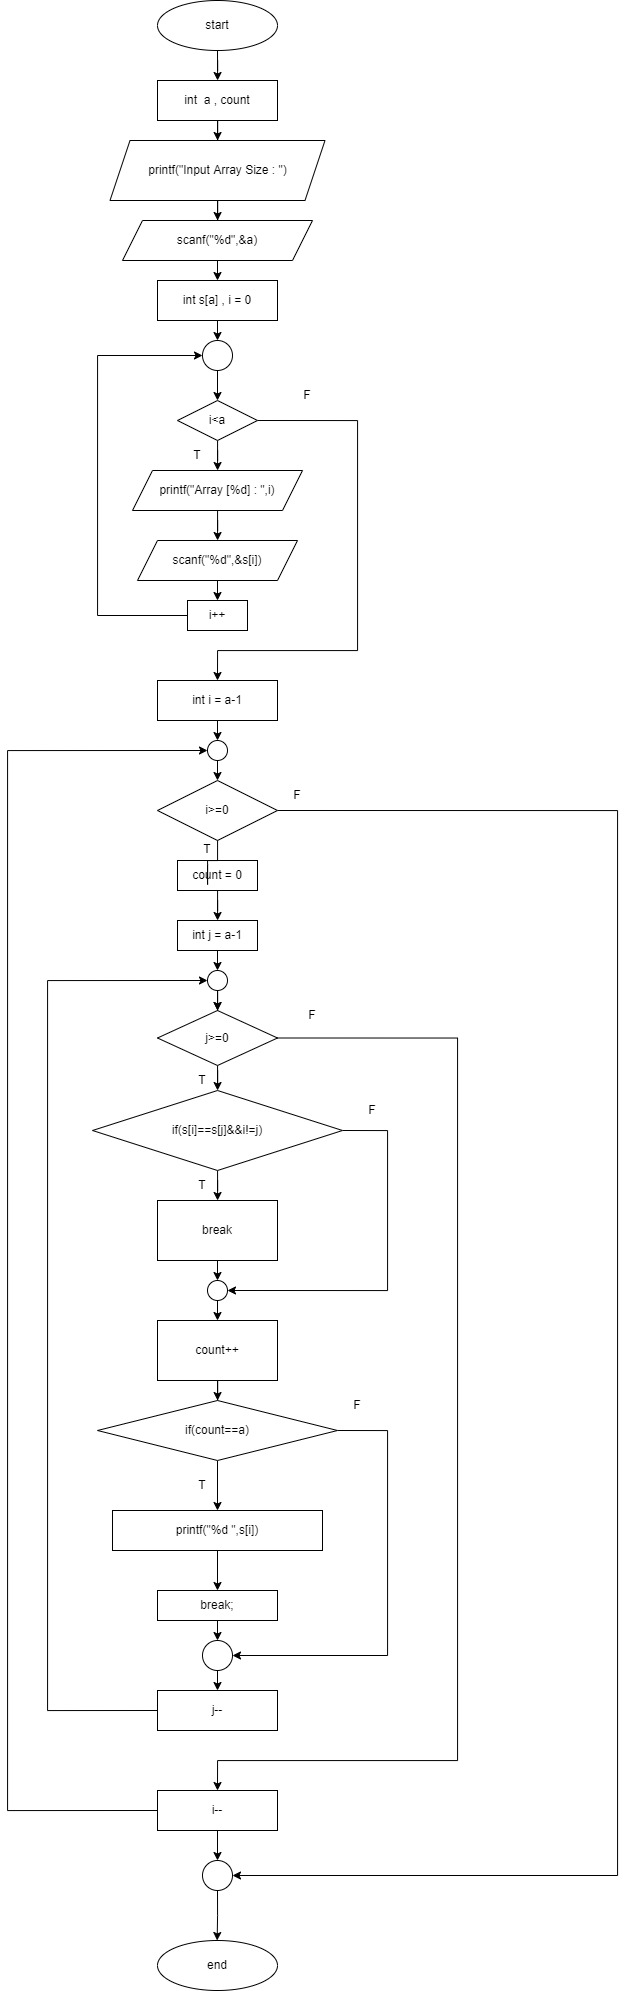 start
int  a , count
printf("Input Array Size : ")
scanf("%d",&a)
int s[a] , i = 0
F
i<a
T
printf("Array [%d] : ",i)
scanf("%d",&s[i])
i++
int i = a-1
F
i>=0
T
count = 0
int j = a-1
F
j>=0
T
F
if(s[i]==s[j]&&i!=j)
T
break
count++
F
if(count==a)
T
printf("%d ",s[i])
break;
j--
i--
end